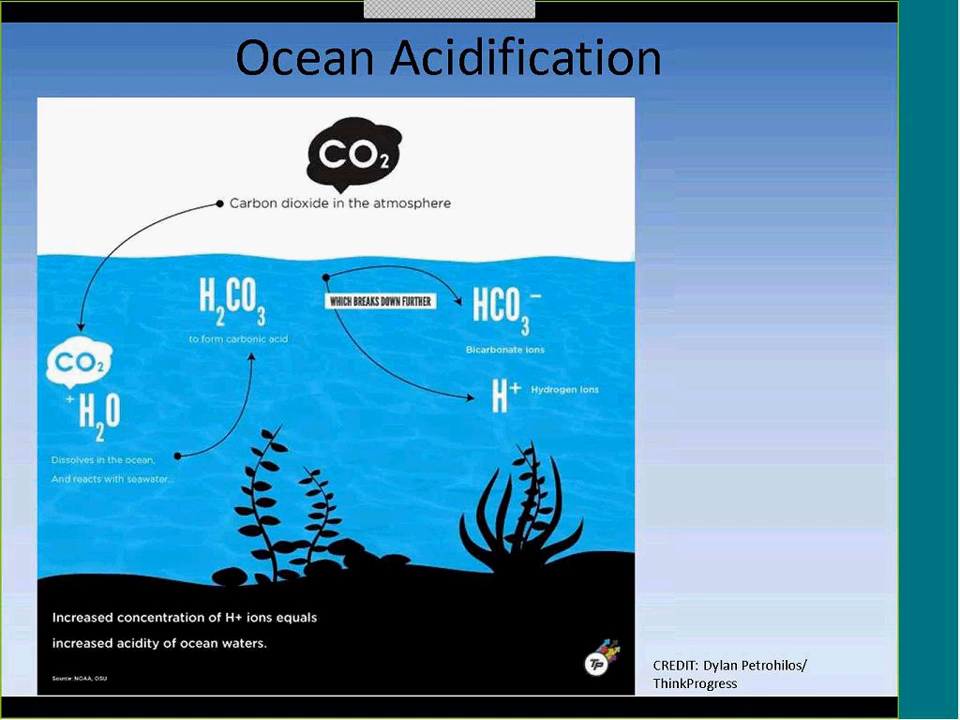 Ocean Acidification
CO₂
Carbon dioxide in the atmosphere
H₂CO₃
to form carbonic acid
WHICH BREAKS DOWN FURTHER
HCO₃⁻
Bicarbonate ions
H⁺ Hydrogen Ions
CO₂
⁺H₂O
Dissolves in the ocean,
And reacts with seawater...
Increased concentration of H+ ions equals
increased acidity of ocean waters.
Source: NOAA, OSU
TP
CREDIT: Dylan Petrohilos/
ThinkProgress